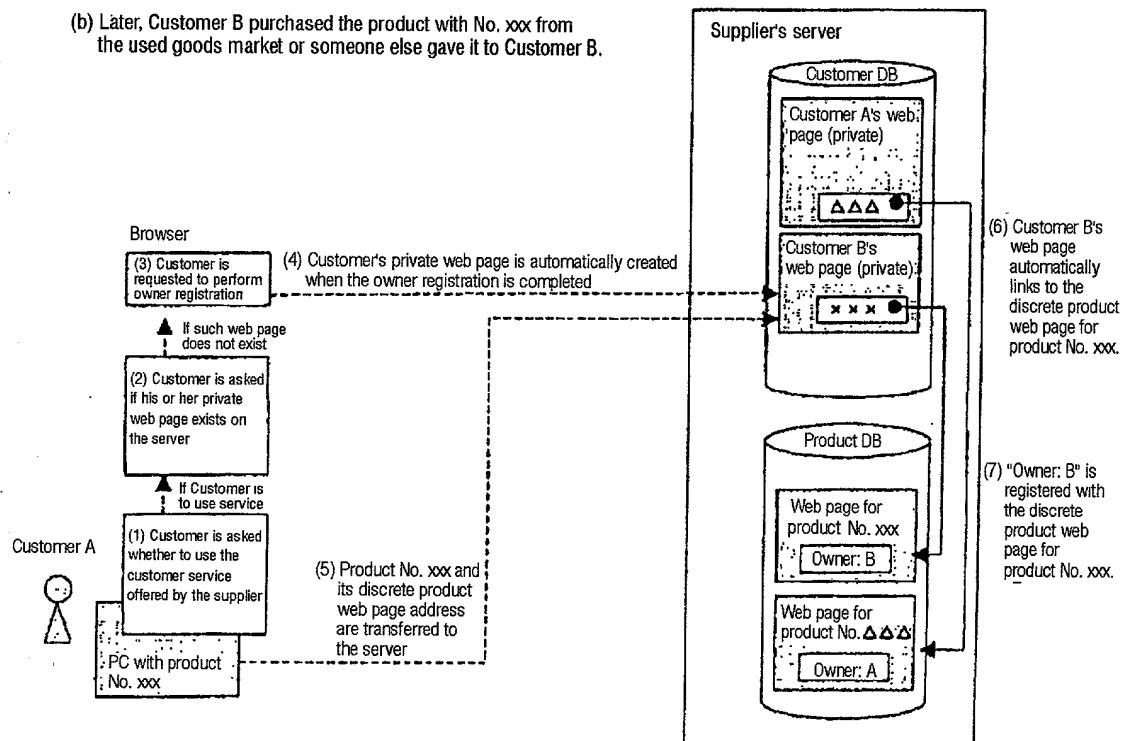 (b) Later, Customer B purchased the product with No. xxx from
the used goods market or someone else gave it to Customer B.
Supplier's server
Customer DB
Customer A's web
page (private)
△△△
Customer B's
web page (private)
×××
(6) Customer B's
web page
automatically
links to the
discrete product
web page for
product No. xxx.
Browser
(3) Customer is
requested to perform
owner registration
(4) Customer's private web page is automatically created
when the owner registration is completed
If such web page
does not exist
(2) Customer is asked
if his or her private
web page exists on
the server
If Customer is
to use service
Customer A
(1) Customer is asked
whether to use the
customer service
offered by the supplier
PC with product
No. xxx
(5) Product No. xxx and
its discrete product
web page address
are transferred to
the server
Product DB
Web page for
product No. xxx
Owner: B
Web page for
product No. △△△
Owner: A
(7) "Owner: B" is
registered with
the discrete
product web
page for
product No. xxx.